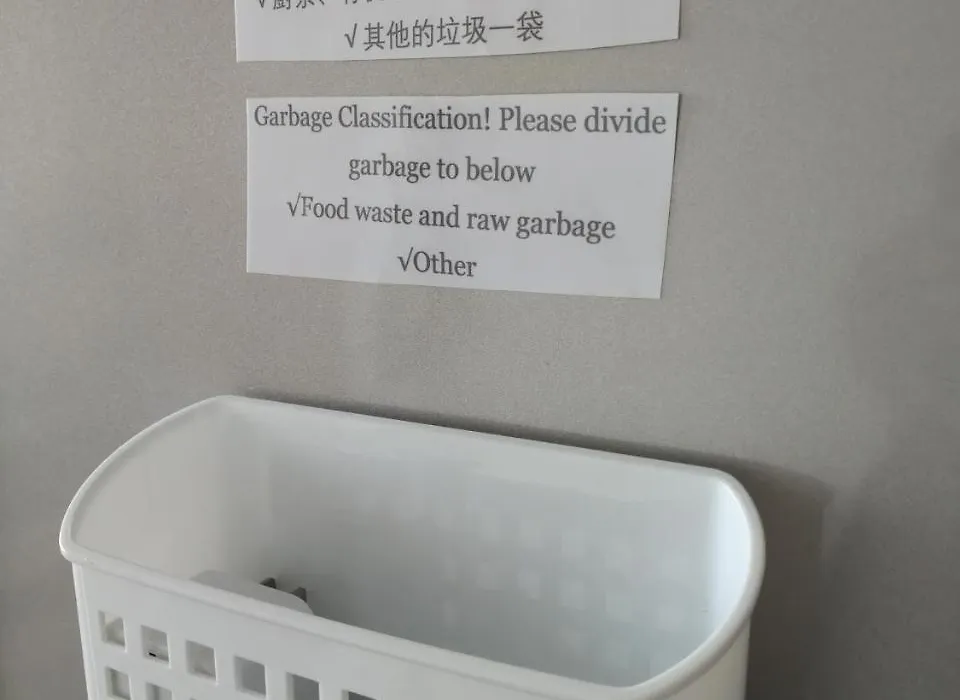 √ 其他的垃圾一袋
Garbage Classification! Please divide
garbage to below
√Food waste and raw garbage
√Other